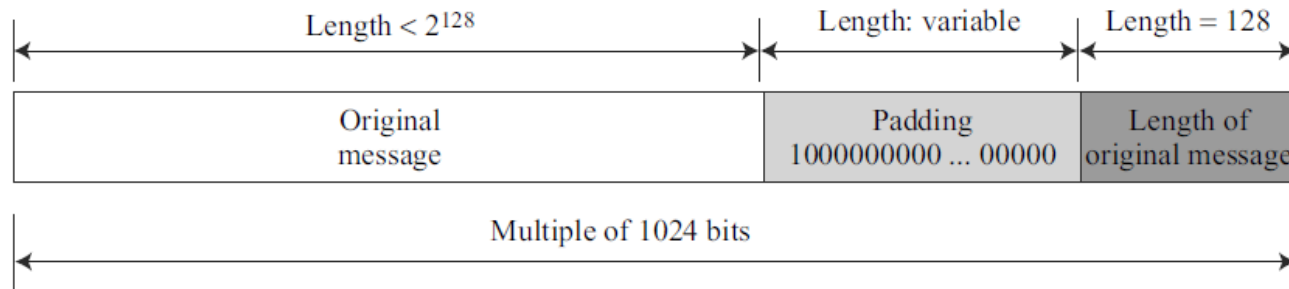 Length < 2¹²⁸ Length: variable Length = 128
Original Padding Length of
message 1000000000 ... 00000 original message
Multiple of 1024 bits